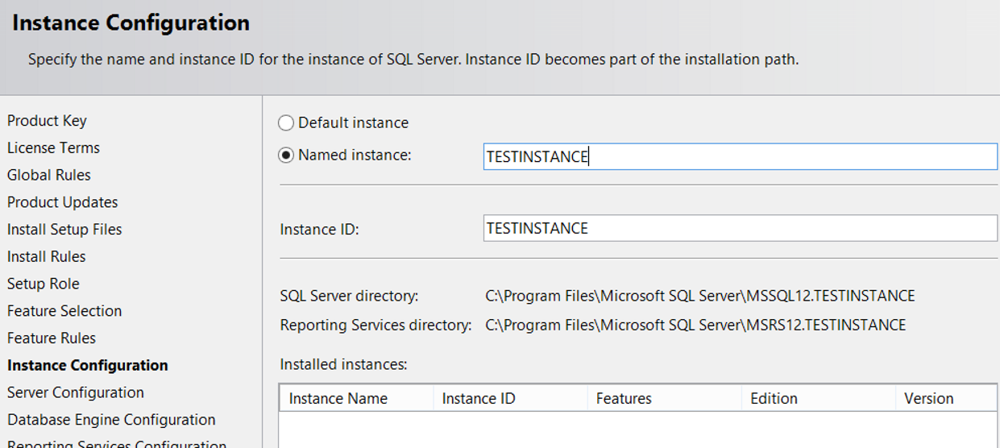 Instance Configuration
Specify the name and instance ID for the instance of SQL Server. Instance ID becomes part of the installation path.
Product Key
License Terms
Global Rules
Product Updates
Install Setup Files
Install Rules
Setup Role
Feature Selection
Feature Rules
Instance Configuration
Server Configuration
Database Engine Configuration
Reporting Services Configuration
Default instance
Named instance: TESTINSTANCE
Instance ID: TESTINSTANCE
SQL Server directory: C:\Program Files\Microsoft SQL Server\MSSQL12.TESTINSTANCE
Reporting Services directory: C:\Program Files\Microsoft SQL Server\MSRS12.TESTINSTANCE
Installed instances:
Instance Name Instance ID Features Edition Version